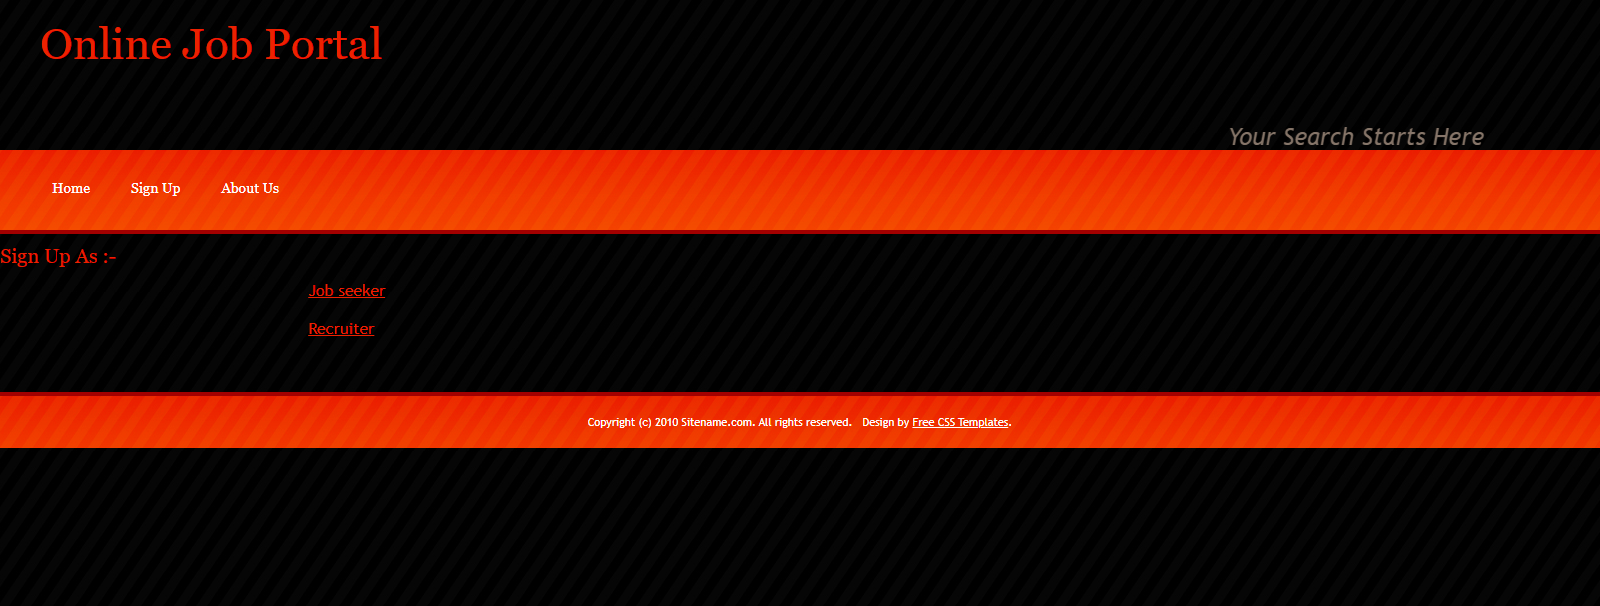 Online Job Portal
Your Search Starts Here
Home Sign Up About Us
Sign Up As :-
Job seeker
Recruiter
Copyright (c) 2010 Sitename.com. All rights reserved. Design by Free CSS Templates.